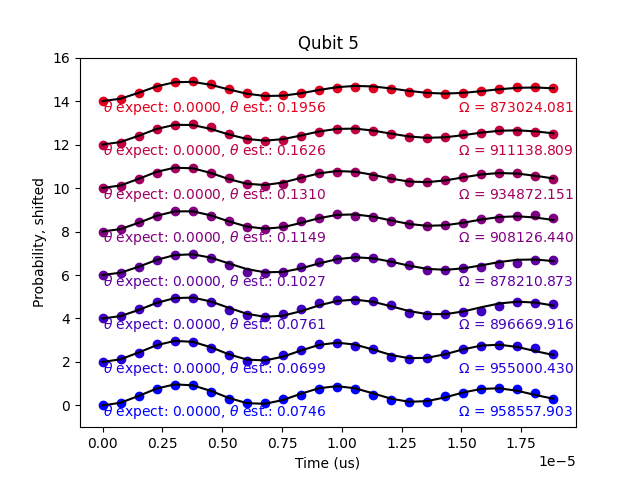 Qubit 5
16
14
θ expect: 0.0000, θ est.: 0.1956 Ω = 873024.081
12
θ expect: 0.0000, θ est.: 0.1626 Ω = 911138.809
10
θ expect: 0.0000, θ est.: 0.1310 Ω = 934872.151
8
θ expect: 0.0000, θ est.: 0.1149 Ω = 908126.440
6
θ expect: 0.0000, θ est.: 0.1027 Ω = 878210.873
4
θ expect: 0.0000, θ est.: 0.0761 Ω = 896669.916
2
θ expect: 0.0000, θ est.: 0.0699 Ω = 955000.430
0
θ expect: 0.0000, θ est.: 0.0746 Ω = 958557.903
Probability, shifted
0.00 0.25 0.50 0.75 1.00 1.25 1.50 1.75
Time (us)
1e−5